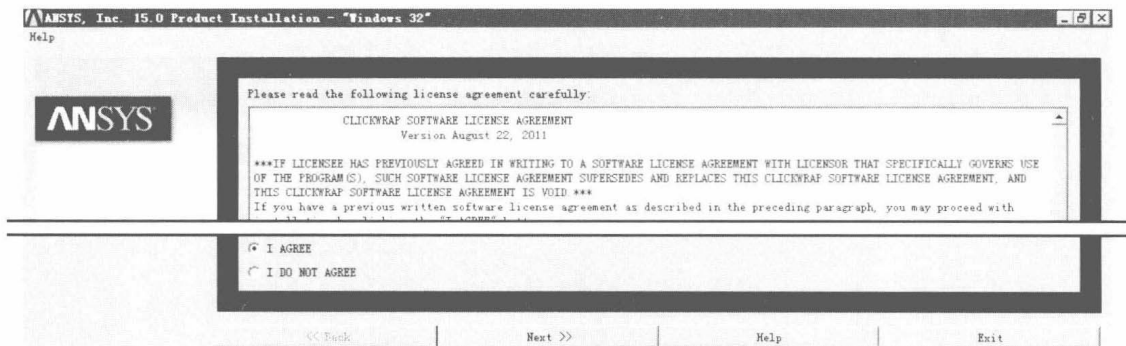 ANSYS, Inc. 15.0 Product Installation - "Windows 32"
Help
ANSYS
Please read the following license agreement carefully:
CLICKWRAP SOFTWARE LICENSE AGREEMENT
Version August 22, 2011
***IF LICENSEE HAS PREVIOUSLY AGREED IN WRITING TO A SOFTWARE LICENSE AGREEMENT WITH LICENSOR THAT SPECIFICALLY GOVERNS USE
OF THE PROGRAM(S), SUCH SOFTWARE LICENSE AGREEMENT SUPERSEDES AND REPLACES THIS CLICKWRAP SOFTWARE LICENSE AGREEMENT, AND
THIS CLICKWRAP SOFTWARE LICENSE AGREEMENT IS VOID.***
If you have a previous written software license agreement as described in the preceding paragraph, you may proceed with
"I AGREE"
I AGREE
I DO NOT AGREE
<< Back
Next >>
Help
Exit